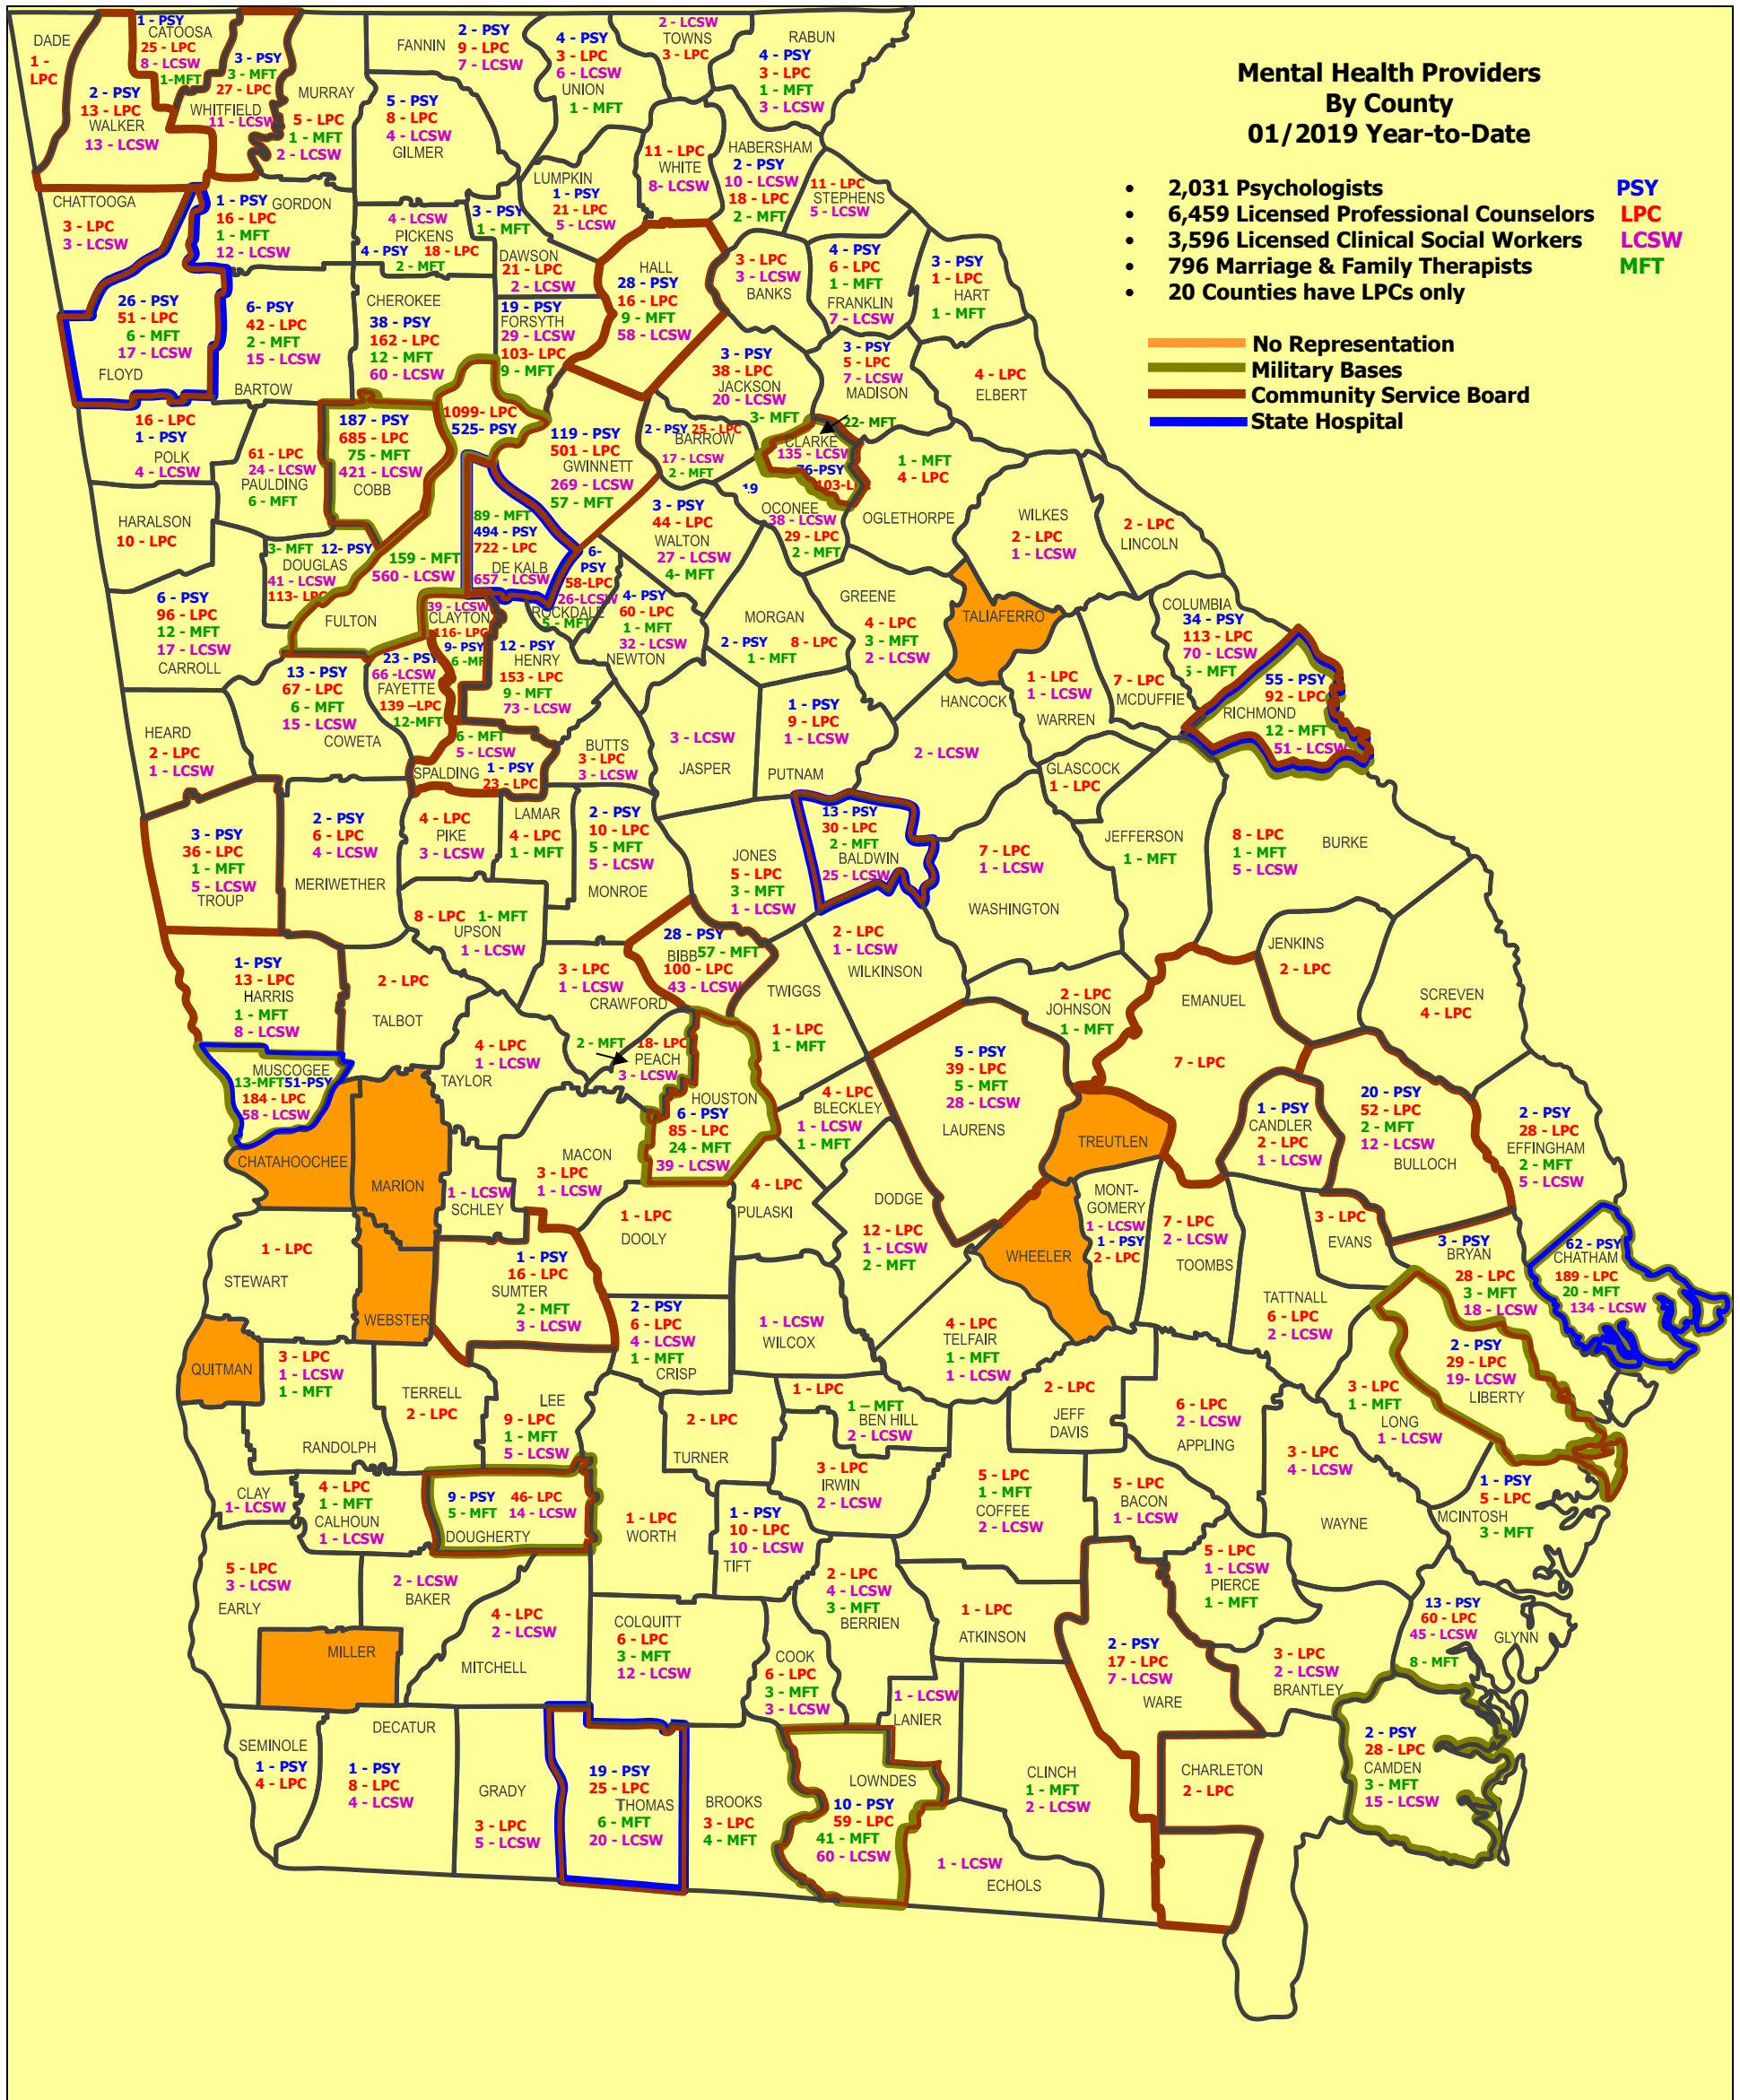 Mental Health Providers
By County
01/2019 Year-to-Date
• 2,031 Psychologists PSY
• 6,459 Licensed Professional Counselors LPC
• 3,596 Licensed Clinical Social Workers LCSW
• 796 Marriage & Family Therapists MFT
• 20 Counties have LPCs only
No Representation
Military Bases
Community Service Board
State Hospital
DADE
1 -
LPC
1 - PSY
CATOOSA
25 - LPC
8 - LCSW
1-MFT
2 - PSY
13 - LPC
WALKER
13 - LCSW
3 - PSY
3 - MFT
27 - LPC
WHITFIELD
11 - LCSW
MURRAY
5 - LPC
1 - MFT
2 - LCSW
FANNIN
2 - PSY
9 - LPC
7 - LCSW
5 - PSY
8 - LPC
4 - LCSW
GILMER
4 - PSY
3 - LPC
6 - LCSW
UNION
1 - MFT
2 - LCSW
TOWNS
3 - LPC
RABUN
4 - PSY
3 - LPC
1 - MFT
3 - LCSW
11 - LPC
WHITE
8- LCSW
HABERSHAM
2 - PSY
10 - LCSW
18 - LPC
2 - MFT
11 - LPC
STEPHENS
5 - LCSW
LUMPKIN
1 - PSY
21 - LPC
5 - LCSW
CHATTOOGA
3 - LPC
3 - LCSW
1 - PSY
GORDON
16 - LPC
1 - MFT
12 - LCSW
4 - LCSW
PICKENS
4 - PSY 18 - LPC
2 - MFT
3 - PSY
1 - MFT
DAWSON
21 - LPC
2 - LCSW
HALL
28 - PSY
16 - LPC
9 - MFT
58 - LCSW
3 - LPC
3 - LCSW
BANKS
4 - PSY
6 - LPC
1 - MFT
FRANKLIN
7 - LCSW
3 - PSY
1 - LPC
HART
1 - MFT
26 - PSY
51 - LPC
6 - MFT
17 - LCSW
FLOYD
6- PSY
42 - LPC
2 - MFT
15 - LCSW
BARTOW
CHEROKEE
38 - PSY
162 - LPC
12 - MFT
60 - LCSW
19 - PSY
FORSYTH
29 - LCSW
103- LPC
9 - MFT
3 - PSY
38 - LPC
JACKSON
20 - LCSW
3- MFT
3 - PSY
5 - LPC
7 - LCSW
MADISON
4 - LPC
ELBERT
16 - LPC
1 - PSY
POLK
4 - LCSW
61 - LPC
24 - LCSW
PAULDING
6 - MFT
187 - PSY
685 - LPC
75 - MFT
421 - LCSW
COBB
1099- LPC
525- PSY
159 - MFT
560 - LCSW
FULTON
119 - PSY
501 - LPC
GWINNETT
269 - LCSW
57 - MFT
2 - PSY 25 - LPC
BARROW
17 - LCSW
2 - MFT
22- MFT
CLARKE
135 - LCSW
76-PSY
19
OCONEE
38 - LCSW
29 - LPC
2 - MFT
1 - MFT
4 - LPC
OGLETHORPE
HARALSON
10 - LPC
3- MFT 12- PSY
DOUGLAS
41 - LCSW
113- LPC
89 - MFT
494 - PSY
722 - LPC
DE KALB
657 - LCSW
6-
PSY
58-LPC
26-LCSW
ROCKDALE
5 - MFT
3 - PSY
44 - LPC
WALTON
27 - LCSW
4- MFT
WILKES
2 - LPC
1 - LCSW
2 - LPC
LINCOLN
6 - PSY
96 - LPC
12 - MFT
17 - LCSW
CARROLL
39 - LCSW
CLAYTON
116- LPC
9- PSY
12 - PSY
HENRY
153 - LPC
9 - MFT
73 - LCSW
4- PSY
60 - LPC
1 - MFT
32 - LCSW
NEWTON
MORGAN
2 - PSY 8 - LPC
1 - MFT
GREENE
4 - LPC
3 - MFT
2 - LCSW
TALIAFERRO
COLUMBIA
34 - PSY
113 - LPC
70 - LCSW
55 - PSY
92 - LPC
RICHMOND
12 - MFT
51 - LCSW
13 - PSY
67 - LPC
6 - MFT
15 - LCSW
COWETA
23 - PSY
66 -LCSW
FAYETTE
139 –LPC
12-MFT
1 - LPC
1 - LCSW
WARREN
7 - LPC
MCDUFFIE
HEARD
2 - LPC
1 - LCSW
6 - MFT
5 - LCSW
SPALDING 1 - PSY
23 - LPC
BUTTS
3 - LPC
3 - LCSW
3 - LCSW
JASPER
1 - PSY
9 - LPC
1 - LCSW
PUTNAM
HANCOCK
2 - LCSW
GLASCOCK
1 - LPC
3 - PSY
36 - LPC
1 - MFT
5 - LCSW
TROUP
2 - PSY
6 - LPC
4 - LCSW
MERIWETHER
4 - LPC
PIKE
3 - LCSW
LAMAR
4 - LPC
1 - MFT
2 - PSY
10 - LPC
5 - MFT
5 - LCSW
MONROE
JONES
5 - LPC
3 - MFT
1 - LCSW
13 - PSY
30 - LPC
2 - MFT
BALDWIN
25 - LCSW
7 - LPC
1 - LCSW
WASHINGTON
JEFFERSON
1 - MFT
8 - LPC
1 - MFT
5 - LCSW
BURKE
8 - LPC 1- MFT
UPSON
1 - LCSW
28 - PSY
BIBB 57 - MFT
100 - LPC
43 - LCSW
2 - LPC
1 - LCSW
WILKINSON
JENKINS
2 - LPC
SCREVEN
4 - LPC
1- PSY
13 - LPC
HARRIS
1 - MFT
8 - LCSW
2 - LPC
TALBOT
3 - LPC
1 - LCSW
CRAWFORD
TWIGGS
1 - LPC
1 - MFT
2 - LPC
JOHNSON
1 - MFT
EMANUEL
7 - LPC
MUSCOGEE
13-MFT51-PSY
184 - LPC
58 - LCSW
4 - LPC
1 - LCSW
TAYLOR
2 - MFT 18- LPC
PEACH
3 - LCSW
HOUSTON
6 - PSY
85 - LPC
24 - MFT
39 - LCSW
4 - LPC
BLECKLEY
1 - LCSW
1 - MFT
5 - PSY
39 - LPC
5 - MFT
28 - LCSW
LAURENS
TREUTLEN
1 - PSY
CANDLER
2 - LPC
1 - LCSW
20 - PSY
52 - LPC
2 - MFT
12 - LCSW
BULLOCH
2 - PSY
28 - LPC
EFFINGHAM
2 - MFT
5 - LCSW
CHATAHOOCHEE
MARION
1 - LCSW
SCHLEY
MACON
3 - LPC
1 - LCSW
1 - LPC
DOOLY
4 - LPC
PULASKI
DODGE
12 - LPC
1 - LCSW
2 - MFT
WHEELER
MONT-
GOMERY
1 - LCSW
1 - PSY
2 - LPC
7 - LPC
2 - LCSW
TOOMBS
3 - LPC
EVANS
3 - PSY
BRYAN
28 - LPC
3 - MFT
18 - LCSW
62 - PSY
CHATHAM
189 - LPC
20 - MFT
134 - LCSW
1 - LPC
STEWART
WEBSTER
1 - PSY
16 - LPC
SUMTER
2 - MFT
3 - LCSW
2 - PSY
6 - LPC
4 - LCSW
1 - MFT
CRISP
1 - LCSW
WILCOX
4 - LPC
TELFAIR
1 - MFT
1 - LCSW
TATTNALL
6 - LPC
2 - LCSW
2 - PSY
29 - LPC
19- LCSW
LIBERTY
QUITMAN
3 - LPC
1 - LCSW
1 - MFT
RANDOLPH
TERRELL
2 - LPC
LEE
9 - LPC
1 - MFT
5 - LCSW
2 - LPC
TURNER
1 - LPC
1 – MFT
BEN HILL
2 - LCSW
2 - LPC
JEFF
DAVIS
6 - LPC
2 - LCSW
APPLING
3 - LPC
1 - MFT
LONG
1 - LCSW
CLAY
1- LCSW
4 - LPC
1 - MFT
CALHOUN
1 - LCSW
9 - PSY 46- LPC
5 - MFT 14 - LCSW
DOUGHERTY
1 - LPC
WORTH
1 - PSY
10 - LPC
10 - LCSW
TIFT
3 - LPC
IRWIN
2 - LCSW
5 - LPC
1 - MFT
COFFEE
2 - LCSW
5 - LPC
BACON
1 - LCSW
3 - LPC
4 - LCSW
WAYNE
1 - PSY
5 - LPC
MCINTOSH
3 - MFT
5 - LPC
3 - LCSW
EARLY
2 - LCSW
BAKER
4 - LPC
2 - LCSW
MITCHELL
COLQUITT
6 - LPC
3 - MFT
12 - LCSW
2 - LPC
4 - LCSW
3 - MFT
BERRIEN
1 - LPC
ATKINSON
5 - LPC
1 - LCSW
PIERCE
1 - MFT
13 - PSY
60 - LPC
45 - LCSW
GLYNN
8 - MFT
MILLER
COOK
6 - LPC
3 - MFT
3 - LCSW
1 - LCSW
LANIER
2 - PSY
17 - LPC
7 - LCSW
WARE
3 - LPC
2 - LCSW
BRANTLEY
SEMINOLE
1 - PSY
4 - LPC
DECATUR
1 - PSY
8 - LPC
4 - LCSW
GRADY
3 - LPC
5 - LCSW
19 - PSY
25 - LPC
THOMAS
6 - MFT
20 - LCSW
BROOKS
3 - LPC
4 - MFT
LOWNDES
10 - PSY
59 - LPC
41 - MFT
60 - LCSW
CLINCH
1 - MFT
2 - LCSW
1 - LCSW
ECHOLS
CHARLETON
2 - LPC
2 - PSY
28 - LPC
CAMDEN
3 - MFT
15 - LCSW